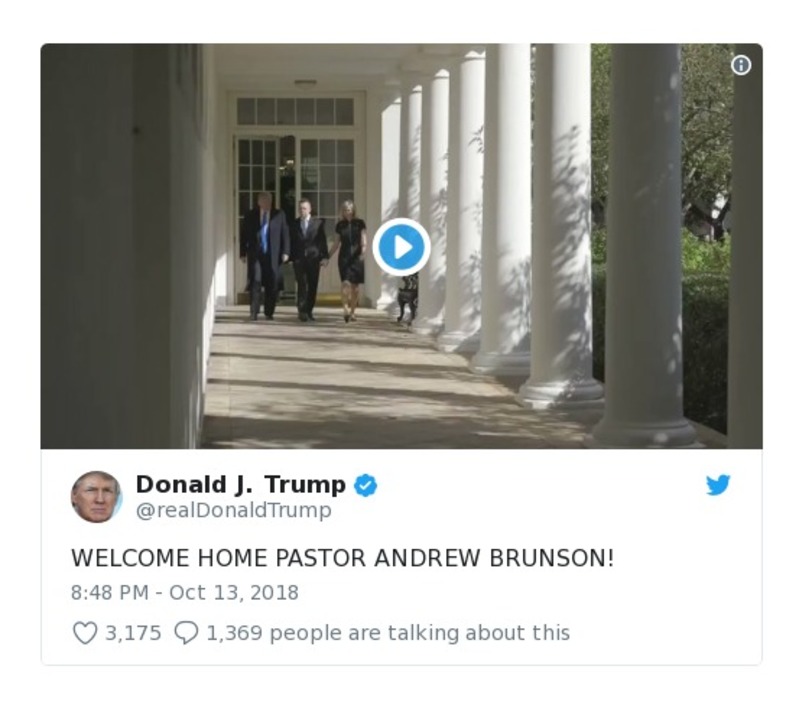 Donald J. Trump
@realDonaldTrump
WELCOME HOME PASTOR ANDREW BRUNSON!
8:48 PM - Oct 13, 2018
3,175 1,369 people are talking about this